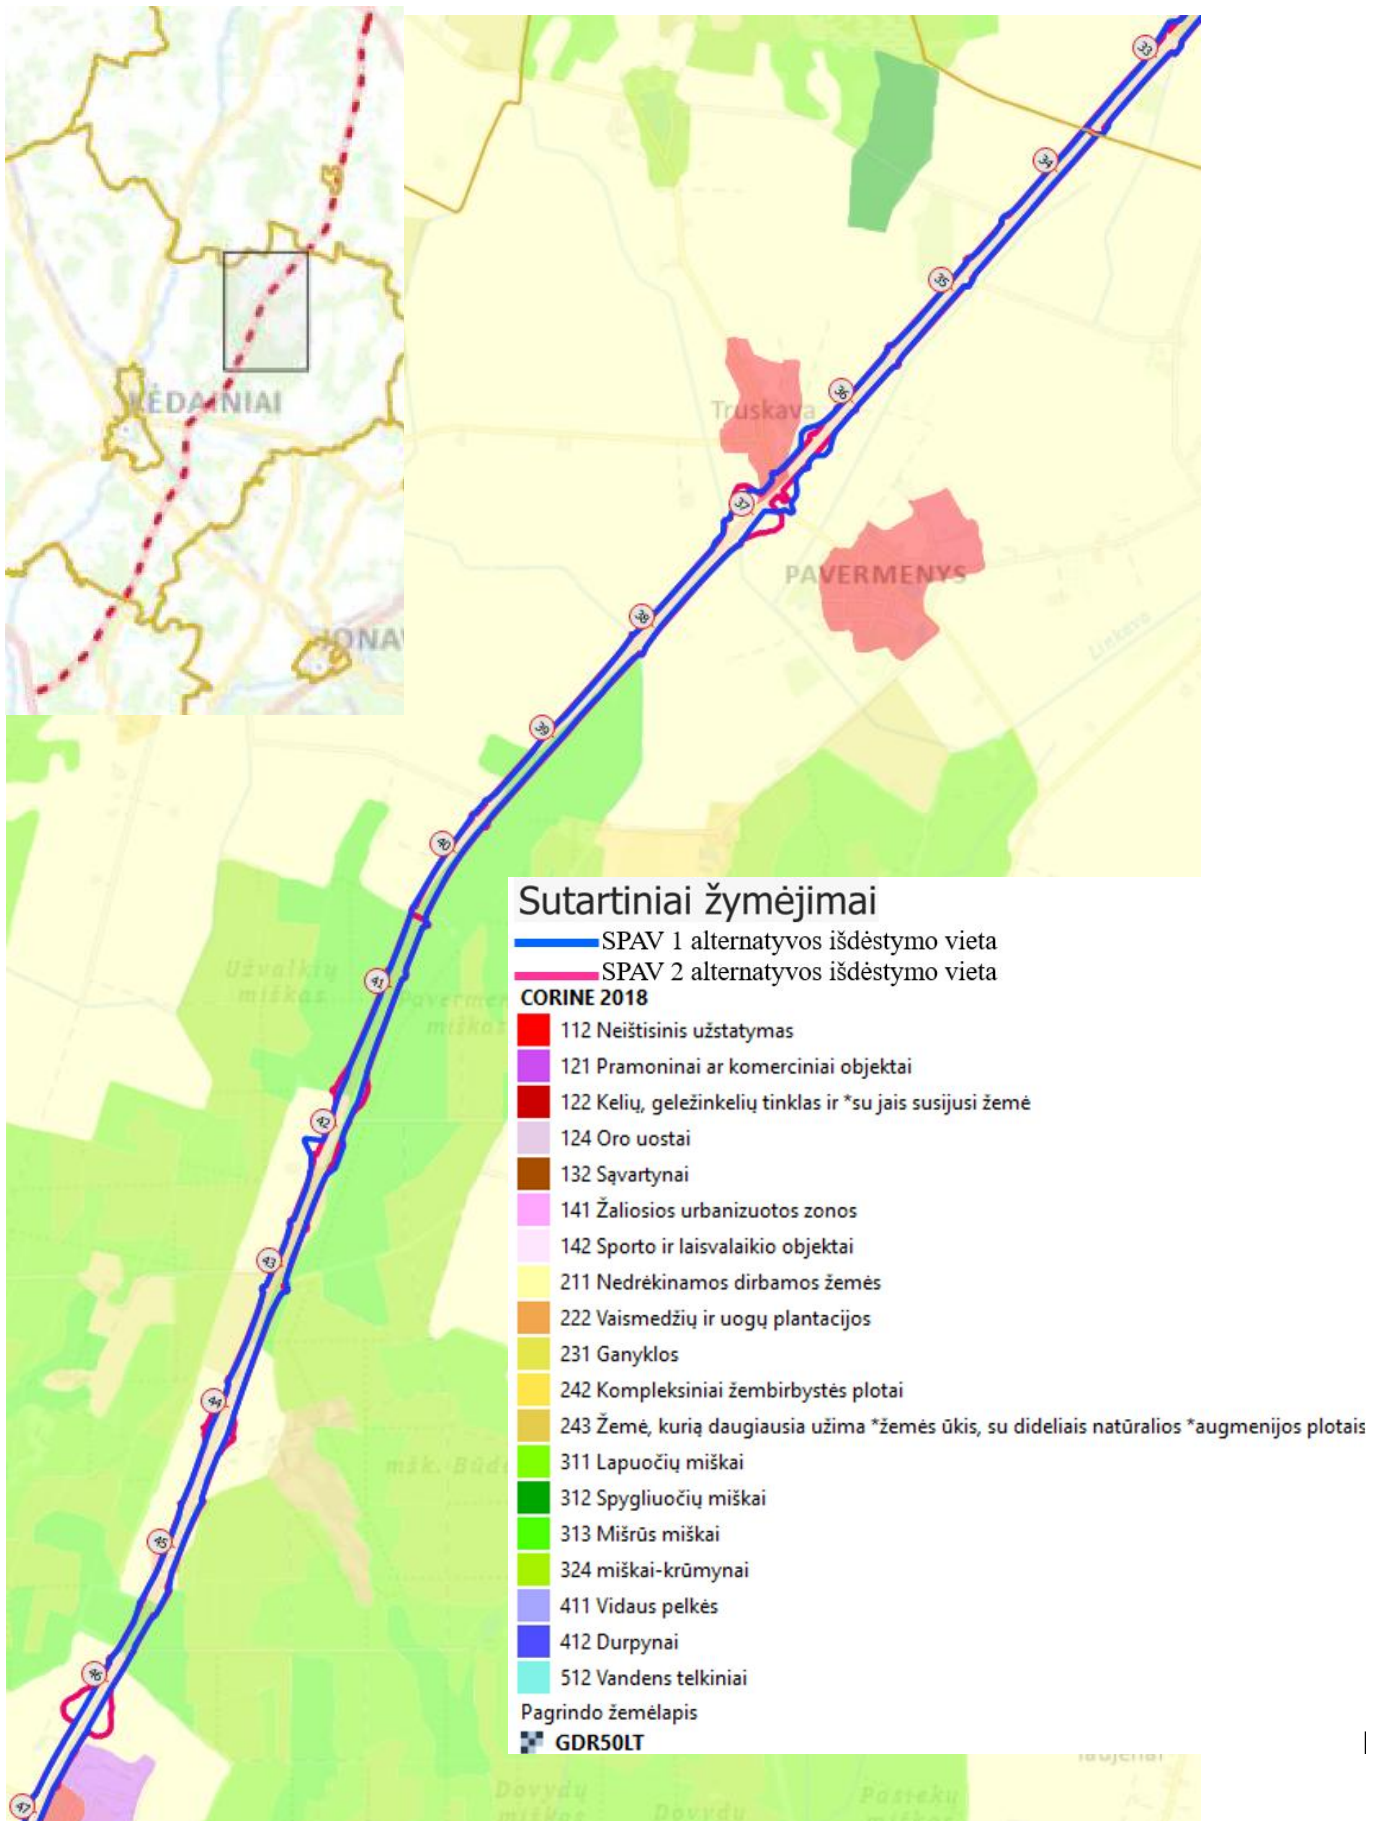 33
34
35
36
Truskava
37
PAVERMENYS
KĖDAINIAI
38
Liekavo
JONA
39
40
Sutartiniai žymėjimai
SPAV 1 alternatyvos išdėstymo vieta
SPAV 2 alternatyvos išdėstymo vieta
Užvalkių
miškas
41
Pavermen
miškas
CORINE 2018
112 Neištisinis užstatymas
121 Pramoninai ar komerciniai objektai
122 Kelių, geležinkelių tinklas ir *su jais susijusi žemė
42
124 Oro uostai
132 Sąvartynai
141 Žaliosios urbanizuotos zonos
142 Sporto ir laisvalaikio objektai
43
211 Nedrėkinamos dirbamos žemės
222 Vaismedžių ir uogų plantacijos
231 Ganyklos
242 Kompleksiniai žembirbystės plotai
44
243 Žemė, kurią daugiausia užima *žemės ūkis, su dideliais natūralios *augmenijos plotais
311 Lapuočių miškai
mšk. Būd
312 Spygliuočių miškai
313 Mišrūs miškai
45
324 miškai-krūmynai
411 Vidaus pelkės
412 Durpynai
46
512 Vandens telkiniai
Pagrindo žemėlapis
GDR50LT
Dovydų
miškas
Dovydų
Pasteku
miškas
47